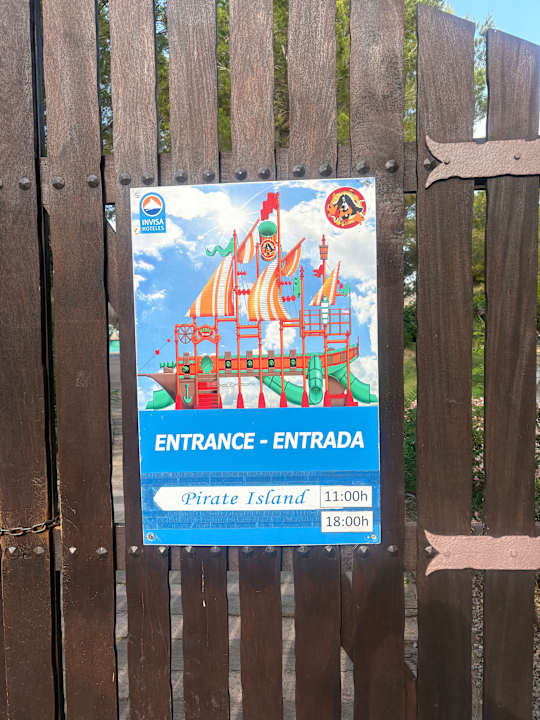 INVISA
HOTELES
ENTRANCE - ENTRADA
Pirate Island 11:00h
18:00h